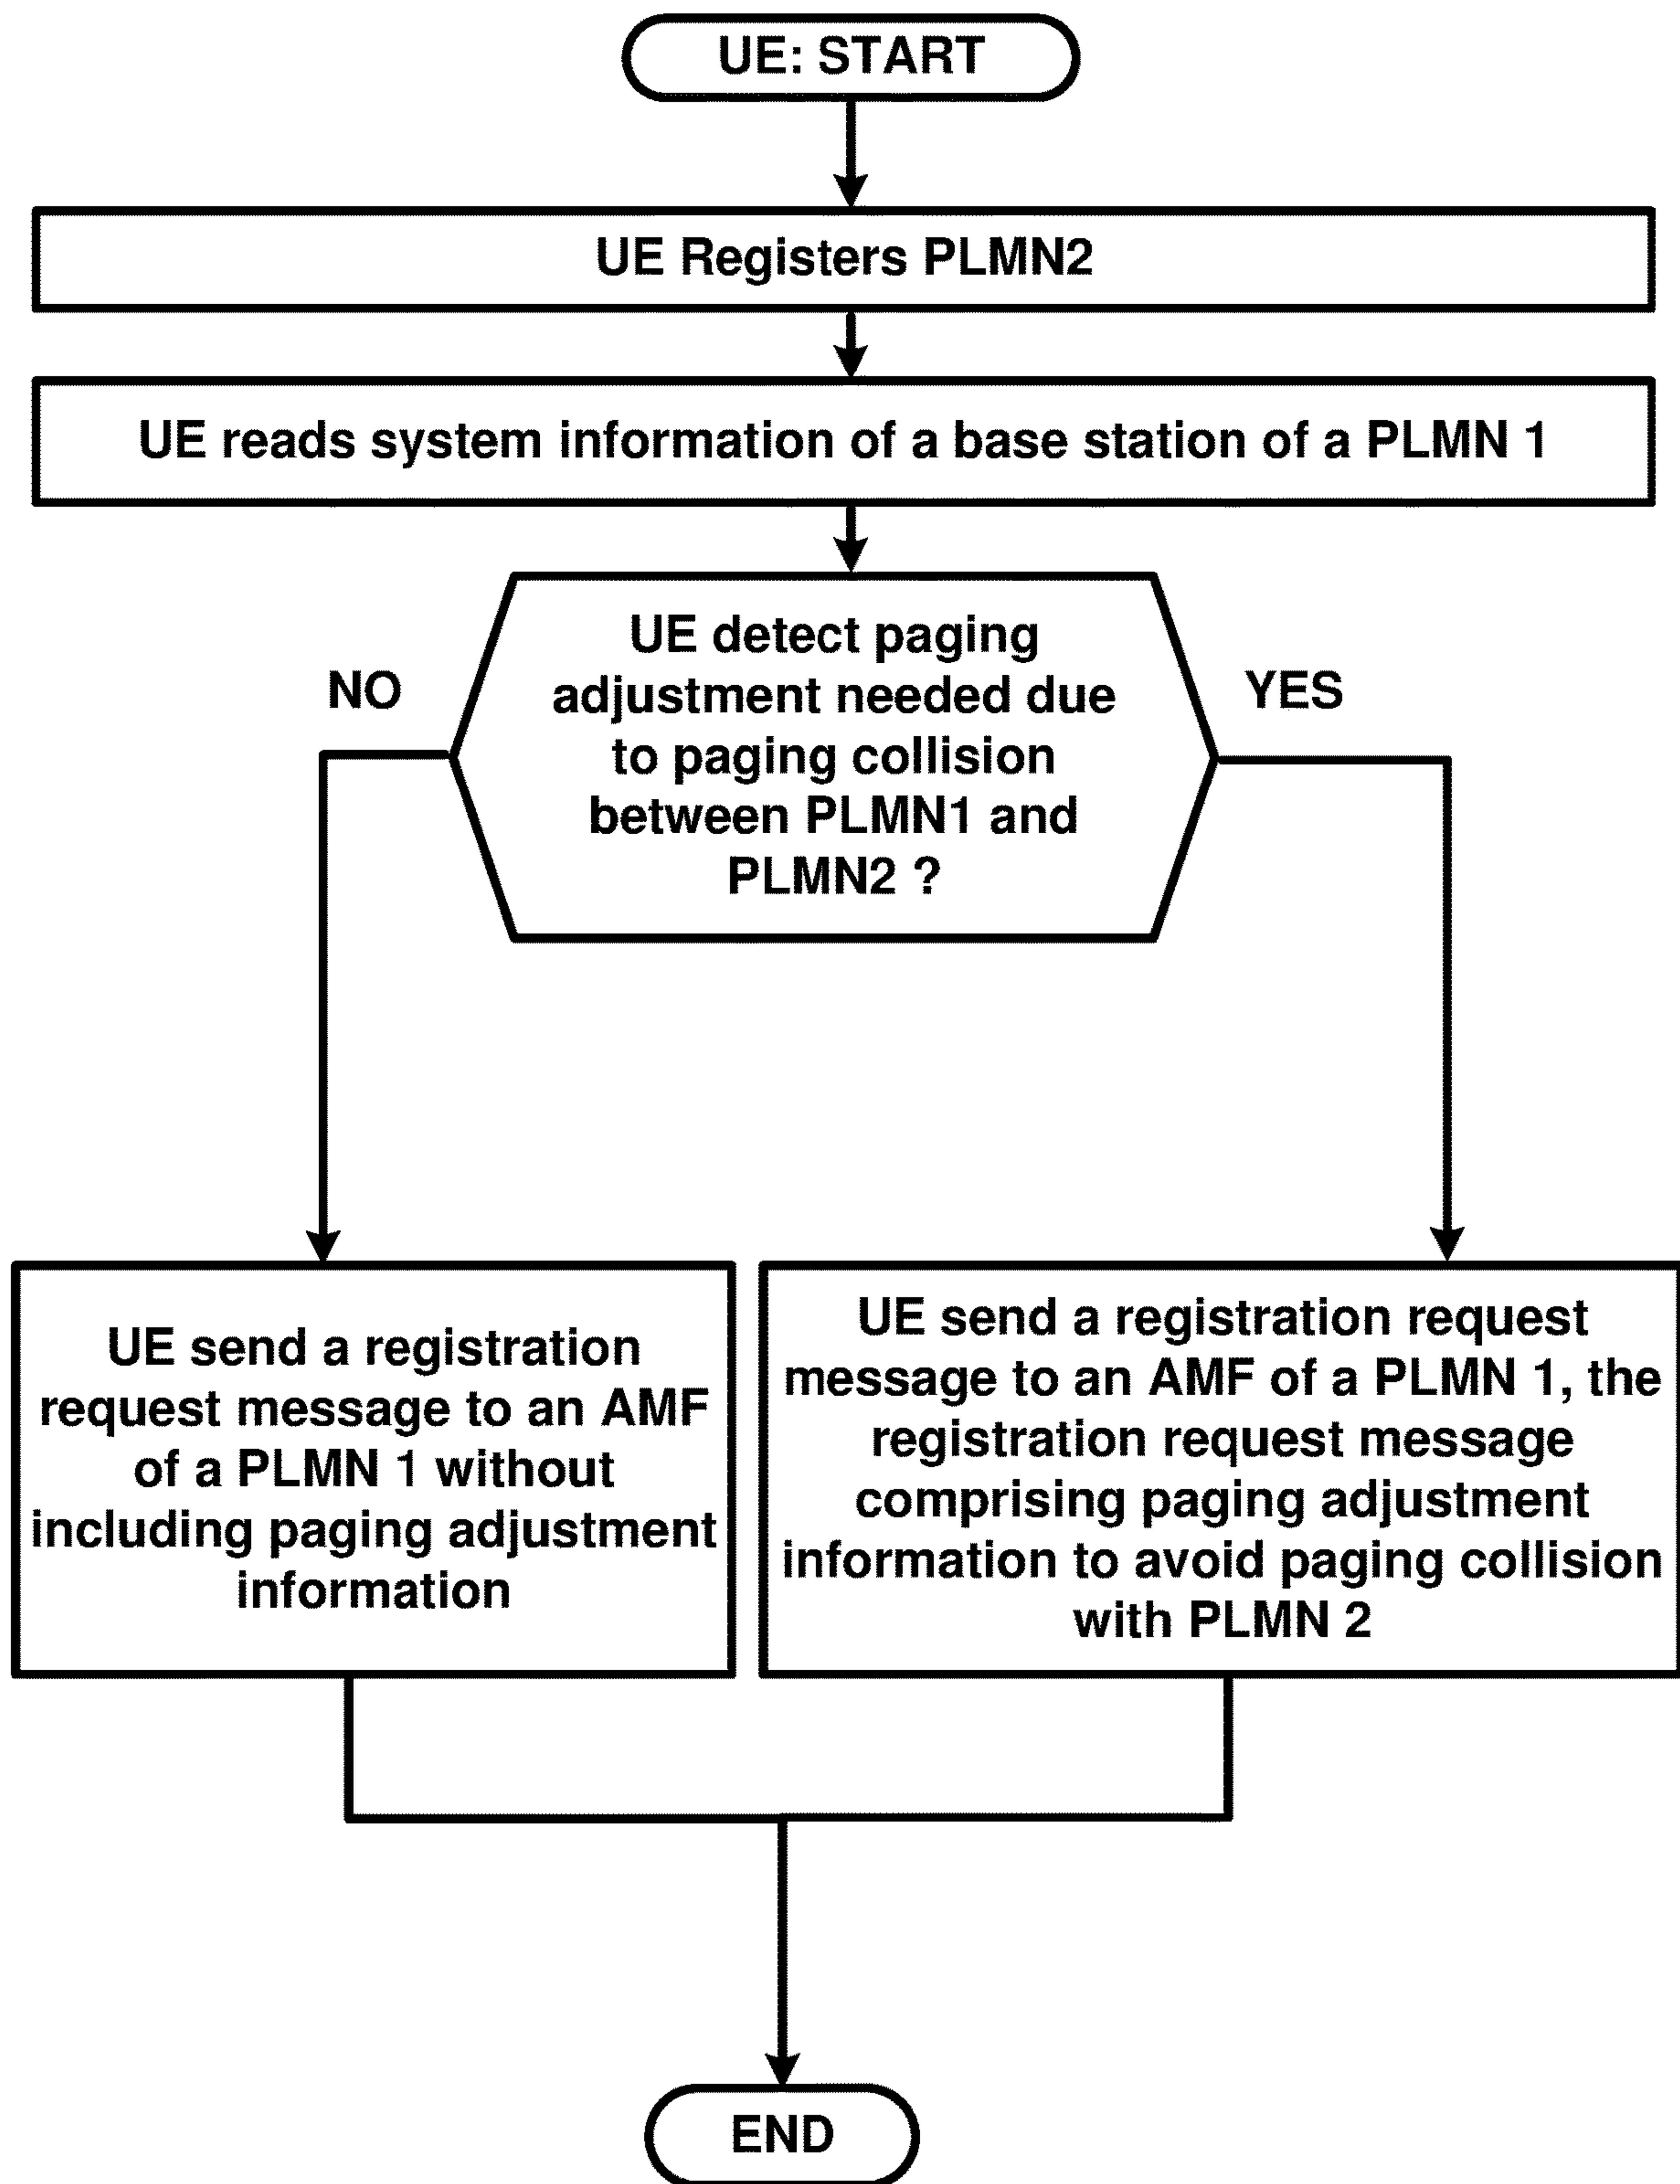 UE: START
UE Registers PLMN2
UE reads system information of a base station of a PLMN 1
UE detect paging
adjustment needed due
to paging collision
between PLMN1 and
PLMN2 ?
NO
YES
UE send a registration
request message to an AMF
of a PLMN 1 without
including paging adjustment
information
UE send a registration request
message to an AMF of a PLMN 1, the
registration request message
comprising paging adjustment
information to avoid paging collision
with PLMN 2
END